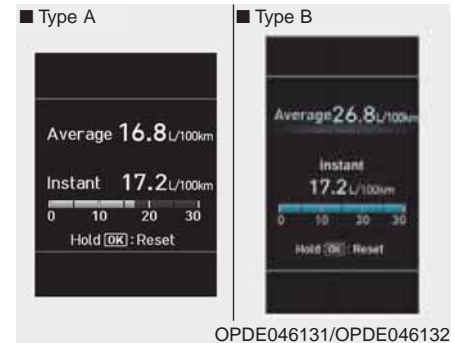 ■ Type A
Average 16.8 L/100km
Instant 17.2 L/100km
0 10 20 30
Hold OK : Reset
■ Type B
Average 26.8 L/100km
Instant
17.2 L/100km
0 10 20 30
Hold OK : Reset
OPDE046131/OPDE046132